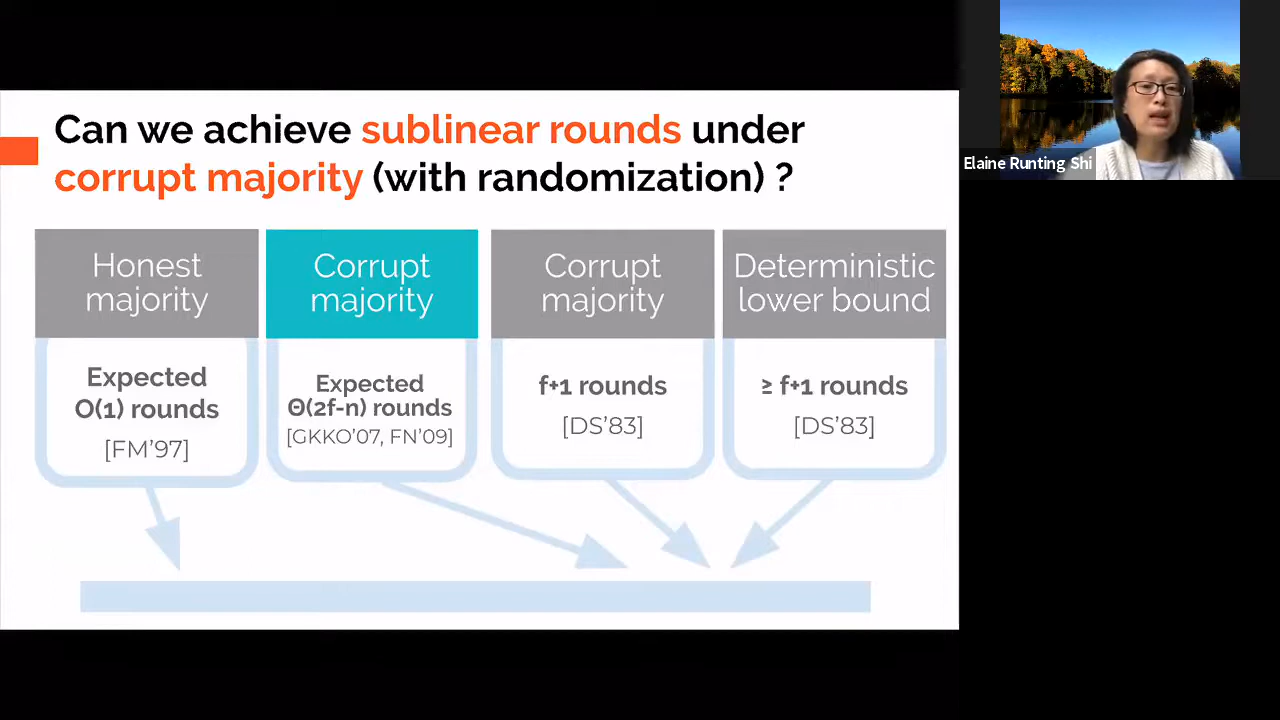 Can we achieve sublinear rounds under
corrupt majority (with randomization) ?
Honest
majority
Expected
O(1) rounds
[FM'97]
Corrupt
majority
Expected
Θ(2f-n) rounds
[GKKO'07, FN'09]
Corrupt
majority
f+1 rounds
[DS'83]
Deterministic
lower bound
≥ f+1 rounds
[DS'83]
Elaine Runting Shi